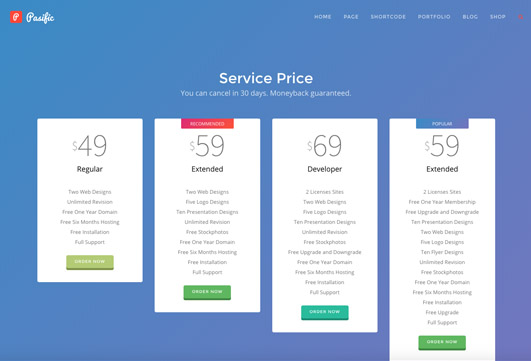 P Pasific
HOME PAGE SHORTCODE PORTFOLIO BLOG SHOP
Service Price
You can cancel in 30 days. Moneyback guaranteed.
$49
Regular
Two Web Designs
Unlimited Revision
Free One Year Domain
Free Six Months Hosting
Free Installation
Full Support
ORDER NOW
RECOMMENDED
$59
Extended
Two Web Designs
Five Logo Designs
Ten Presentation Designs
Unlimited Revision
Free Stockphotos
Free One Year Domain
Free Six Months Hosting
Free Installation
Full Support
ORDER NOW
$69
Developer
2 Licenses Sites
Two Web Designs
Five Logo Designs
Ten Presentation Designs
Unlimited Revision
Free Stockphotos
Free Upgrade and Downgrade
Free One Year Domain
Free Six Months Hosting
Free Installation
Full Support
ORDER NOW
POPULAR
$59
Extended
2 Licenses Sites
Free One Year Membership
Free Upgrade and Downgrade
Ten Presentation Designs
Two Web Designs
Five Logo Designs
Ten Flyer Designs
Unlimited Revision
Free Stockphotos
Free One Year Domain
Free Six Months Hosting
Free Installation
Free Upgrade
Full Support
ORDER NOW